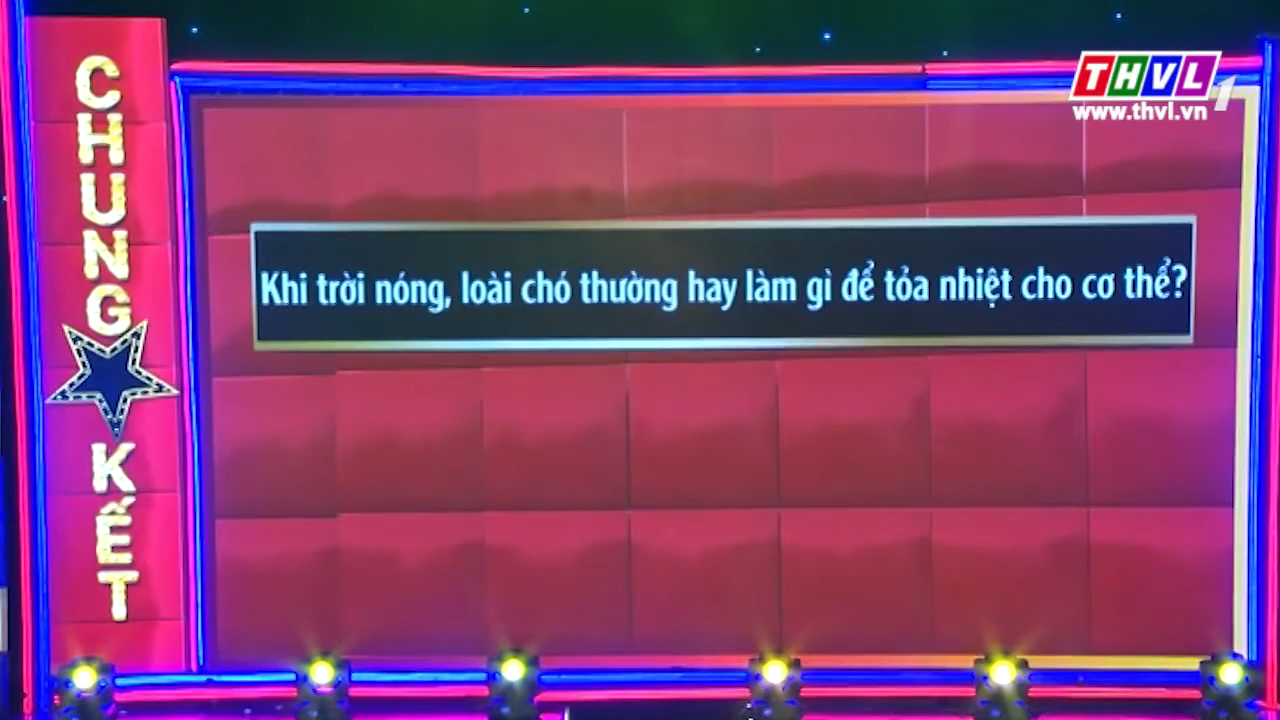 CHUNG
KẾT
THVL1
www.thvl.vn
Khi trời nóng, loài chó thường hay làm gì để tỏa nhiệt cho cơ thể?